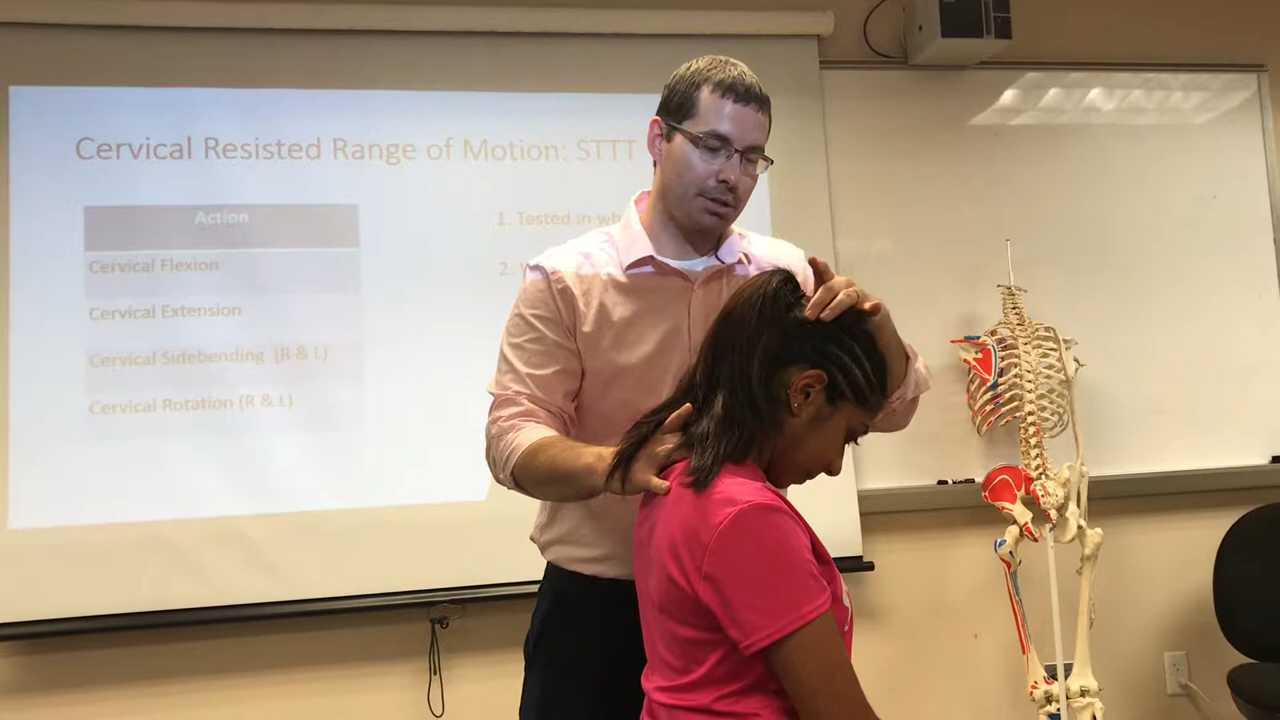 Cervical Resisted Range of Motion: STTT
Action
Cervical Flexion
Cervical Extension
Cervical Sidebending (R & L)
Cervical Rotation (R & L)
1. Tested in
2.